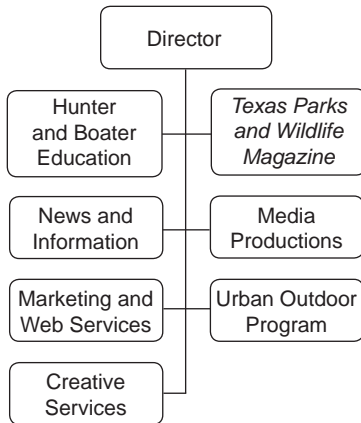 Director
Hunter
and Boater
Education
Texas Parks
and Wildlife
Magazine
News and
Information
Media
Productions
Marketing and
Web Services
Urban Outdoor
Program
Creative
Services